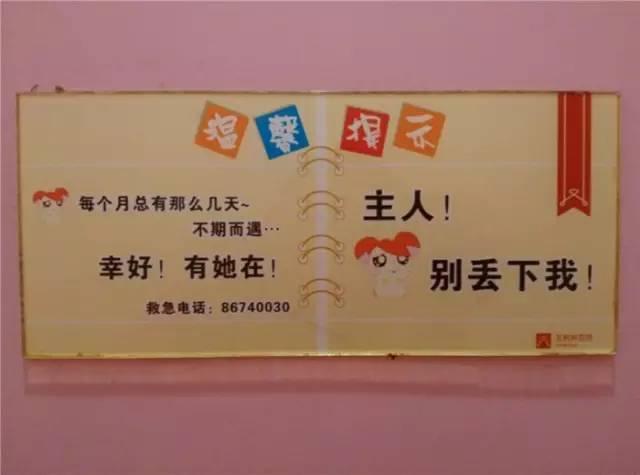 温馨提示
每个月总有那么几天~
不期而遇…
幸好！有她在！
救急电话：86740030
主人！
别丢下我！